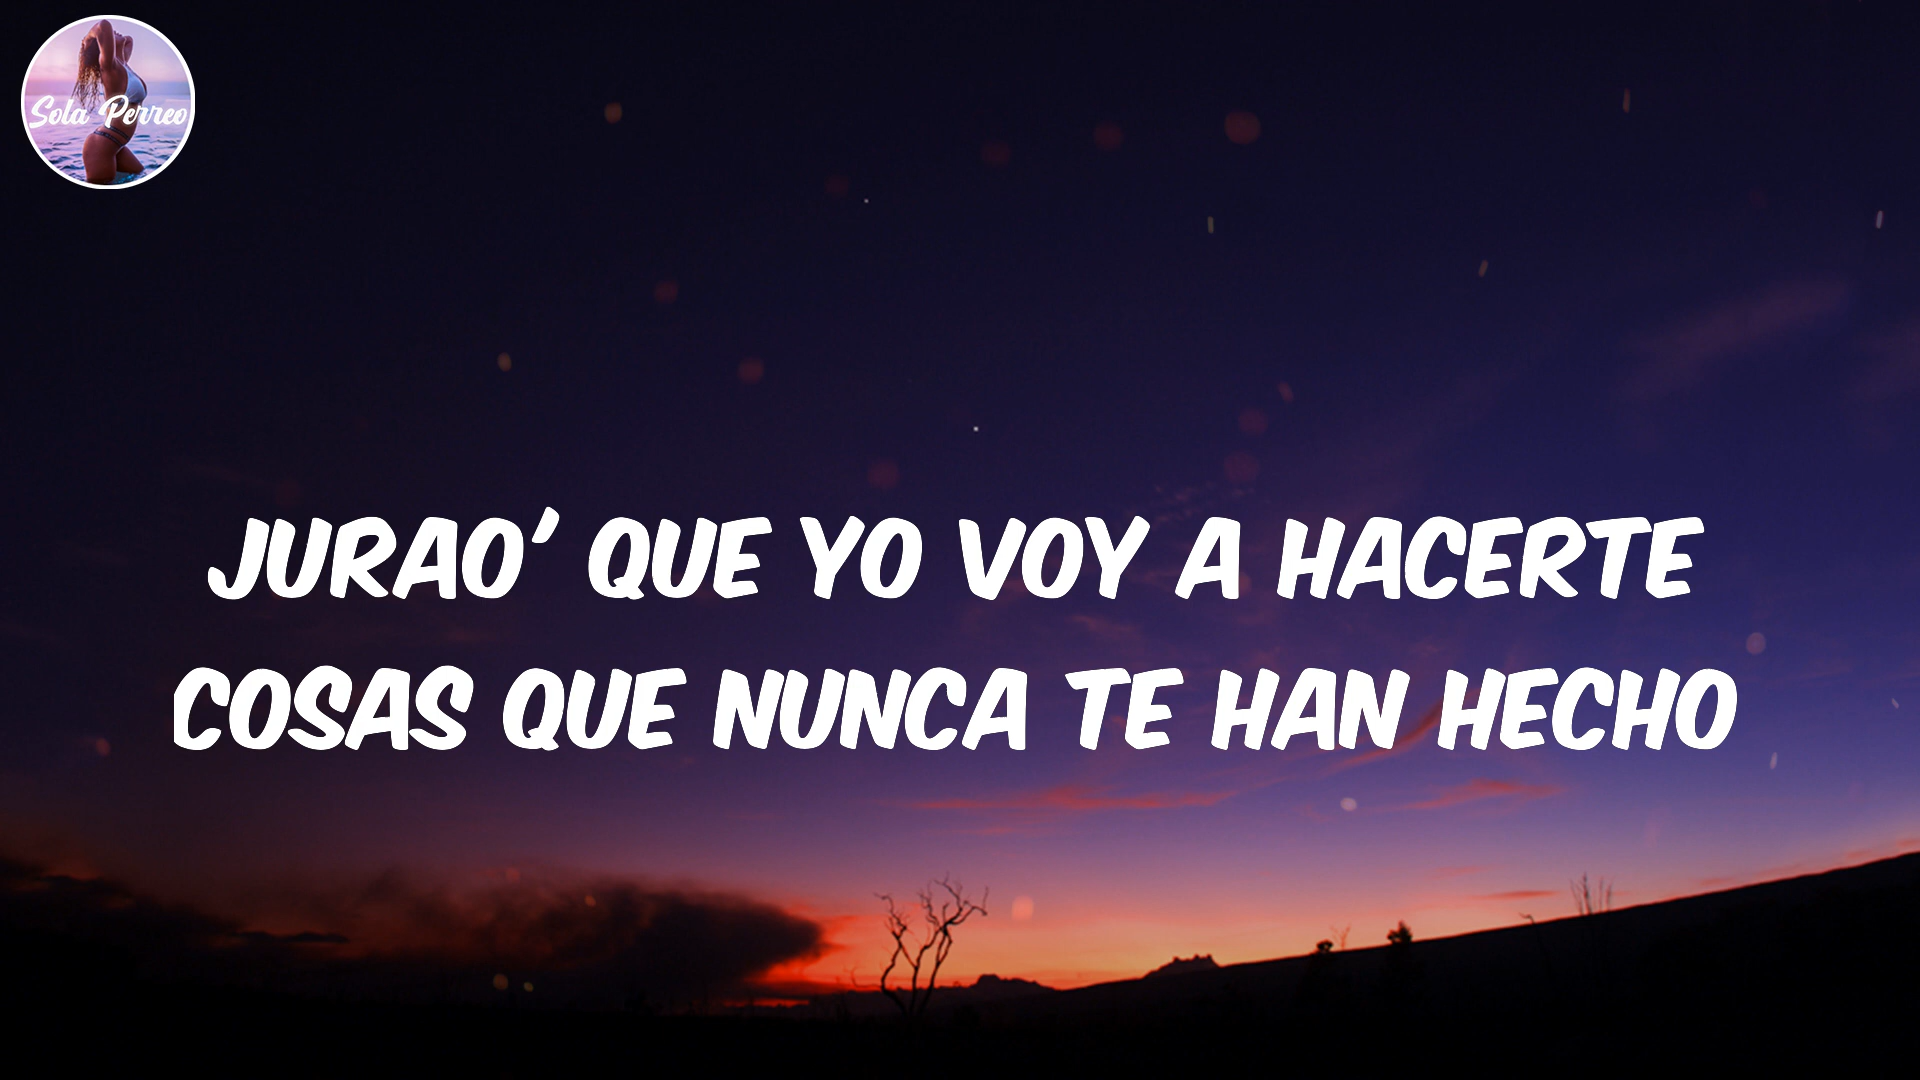 Sola Perreo
JURAO' QUE YO VOY A HACERTE
COSAS QUE NUNCA TE HAN HECHO